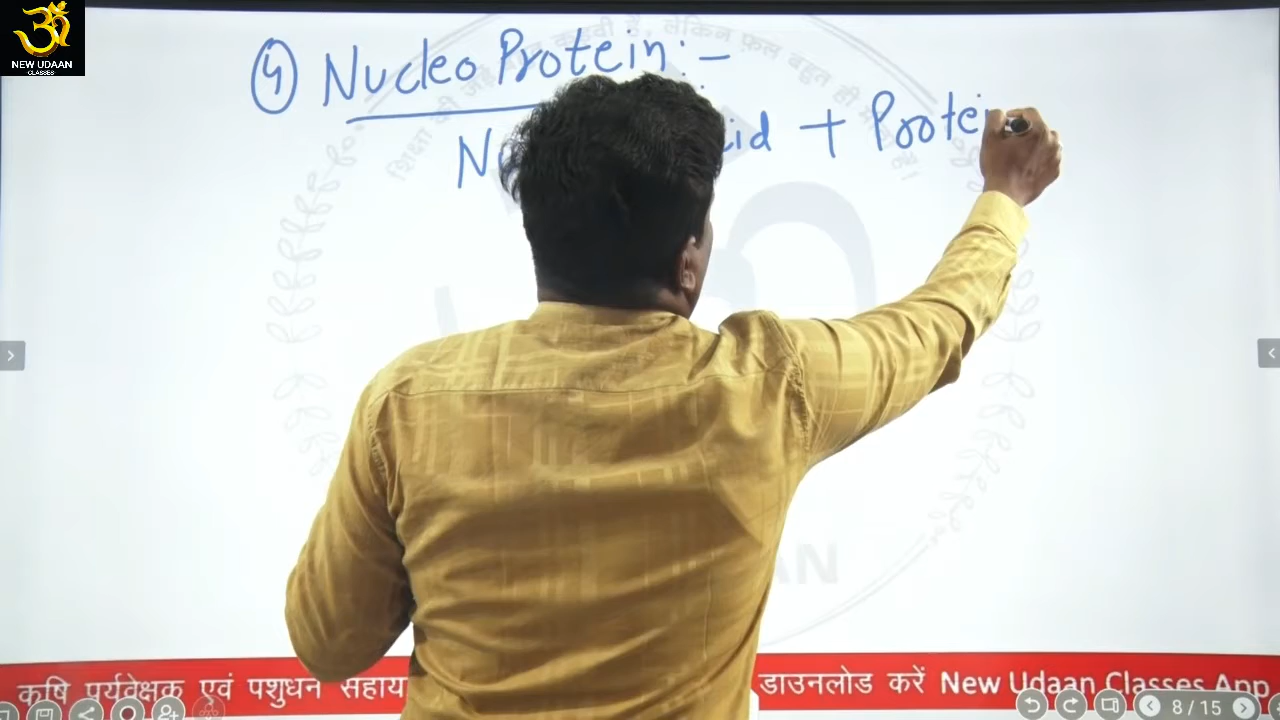 NEW UDAAN
CLASSES
④ Nucleo Protein :-
id + Protei
कृषि पर्यवेक्षक एवं पशुधन सहाय
डाउनलोड करें New Udaan Classes App
8/15